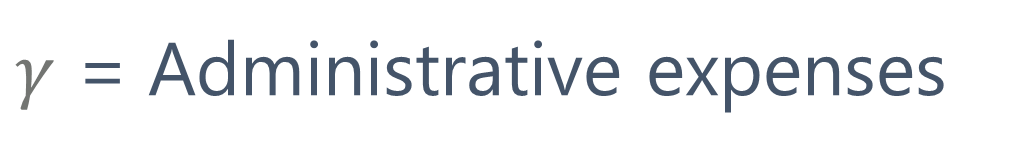 γ = Administrative expenses